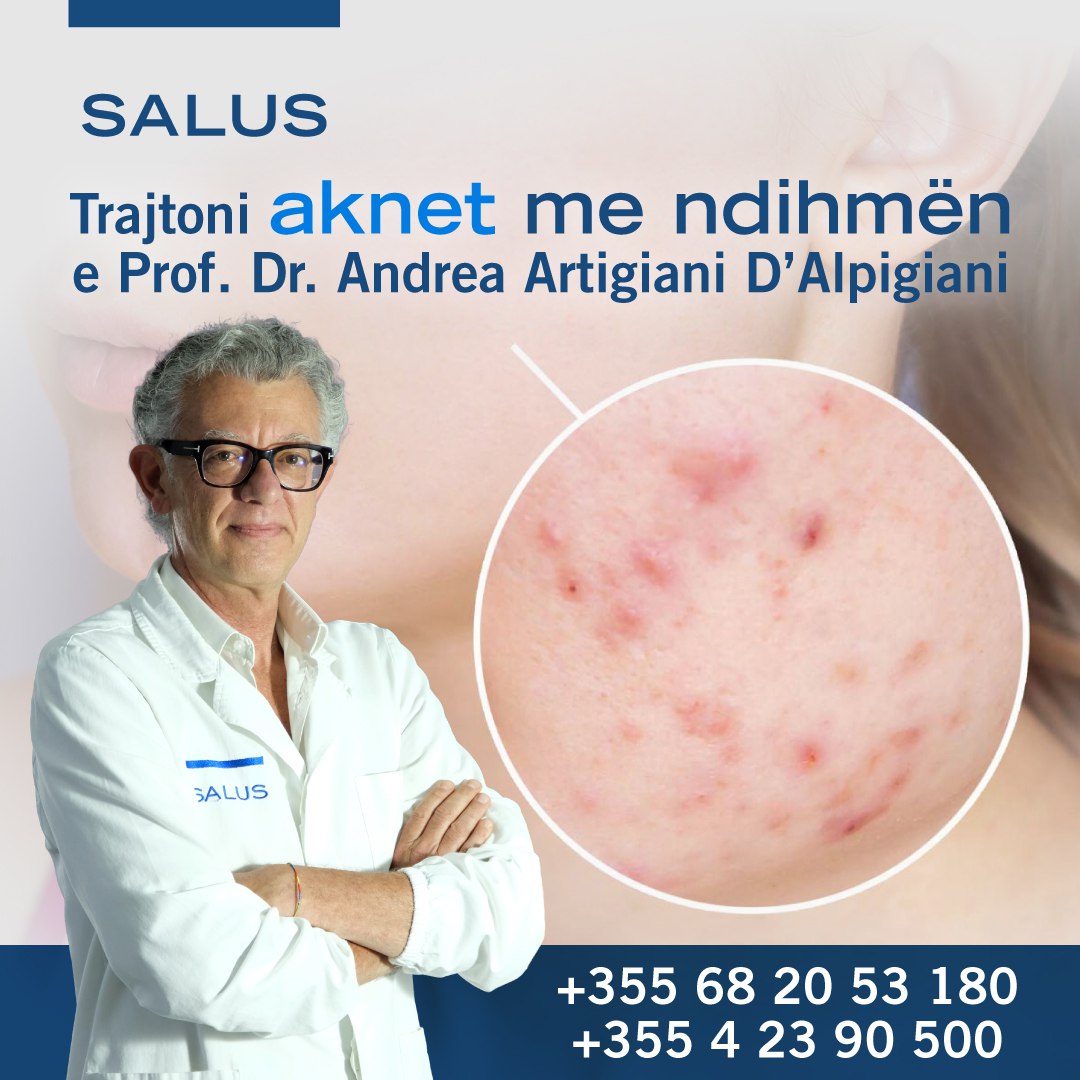 SALUS
Trajtoni aknet me ndihmën
e Prof. Dr. Andrea Artigiani D’Alpigiani
SALUS
+355 68 20 53 180
+355 4 23 90 500